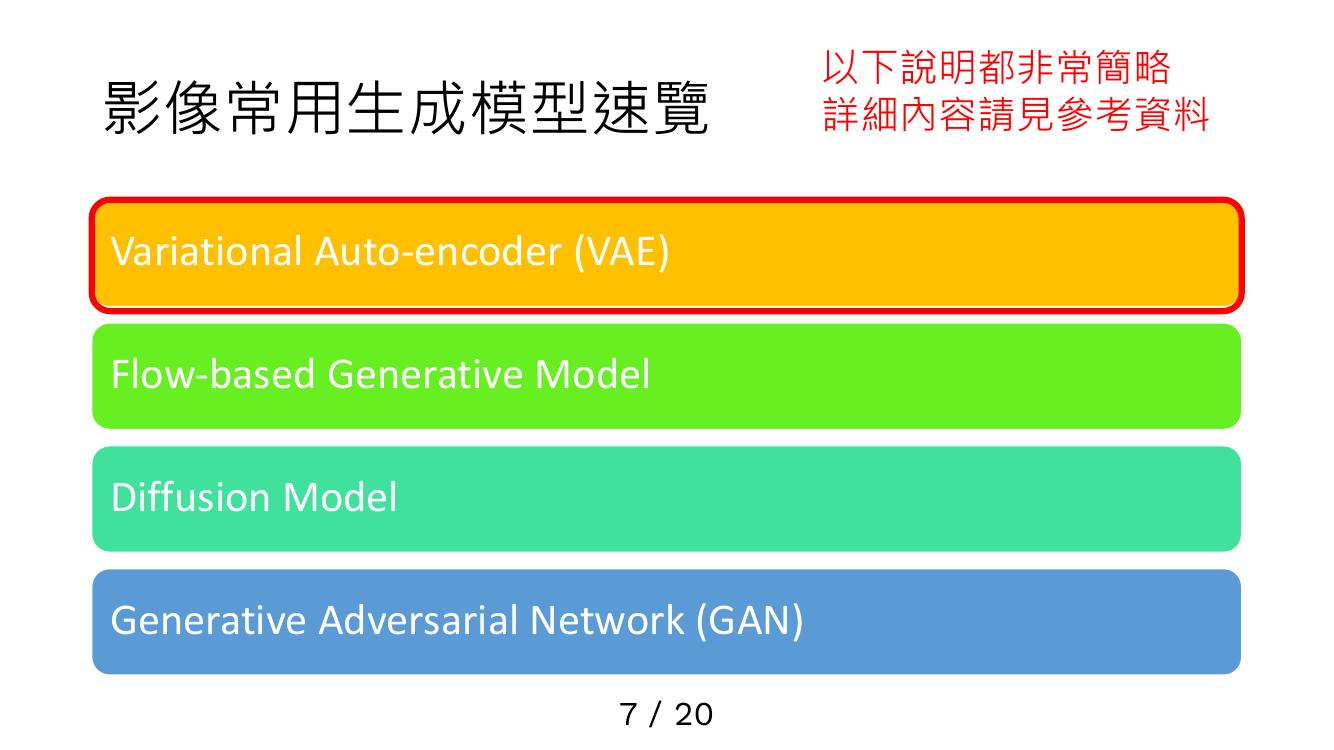 影像常用生成模型速覽
以下說明都非常簡略
詳細內容請見參考資料
Variational Auto-encoder (VAE)
Flow-based Generative Model
Diffusion Model
Generative Adversarial Network (GAN)
7 / 20